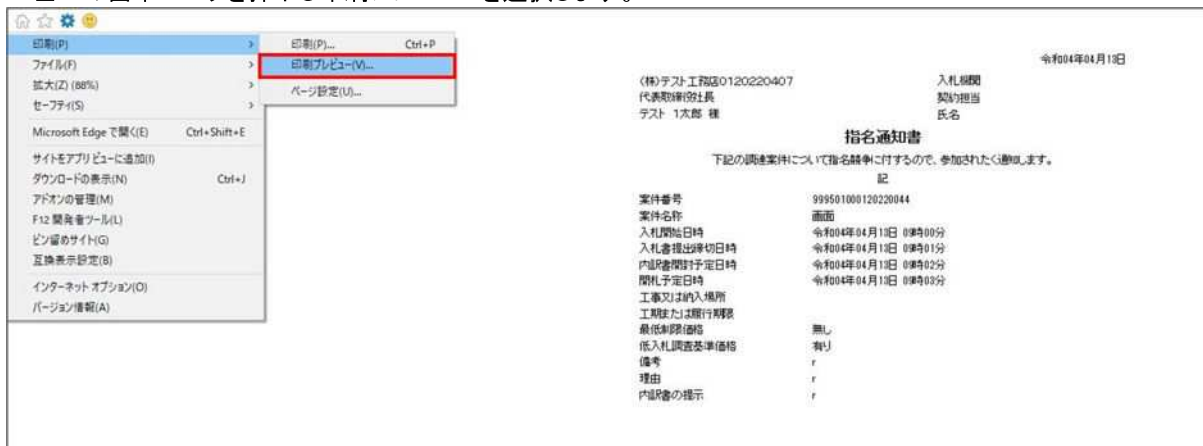 印刷(P)
ファイル(F)
拡大(Z) (88%)
セーフティ(S)
Microsoft Edge で開く(E) Ctrl+Shift+E
サイトをアプリ ビューに追加(I)
ダウンロードの表示(N) Ctrl+J
アドオンの管理(M)
F12 開発者ツール(L)
ピン留めサイト(G)
互換表示設定(B)
インターネット オプション(O)
バージョン情報(A)
印刷(P)... Ctrl+P
印刷プレビュー(V)...
ページ設定(U)...
令和04年04月13日
(株)テスト工務店0120220407 入札機関
代表取締役社長 契約担当
テスト 1太郎 様 氏名
指名通知書
下記の調達案件について指名競争に付するので、参加されたく通知します。
記
案件番号 999501000120220044
案件名称 画面
入札開始日時 令和04年04月13日 09時00分
入札書提出締切日時 令和04年04月13日 09時01分
内訳書開封予定日時 令和04年04月13日 09時02分
開札予定日時 令和04年04月13日 09時03分
工事又は納入場所
工期または履行期限
最低制限価格 無し
低入札調査基準価格 有り
備考 r
理由 r
内訳書の提示 r